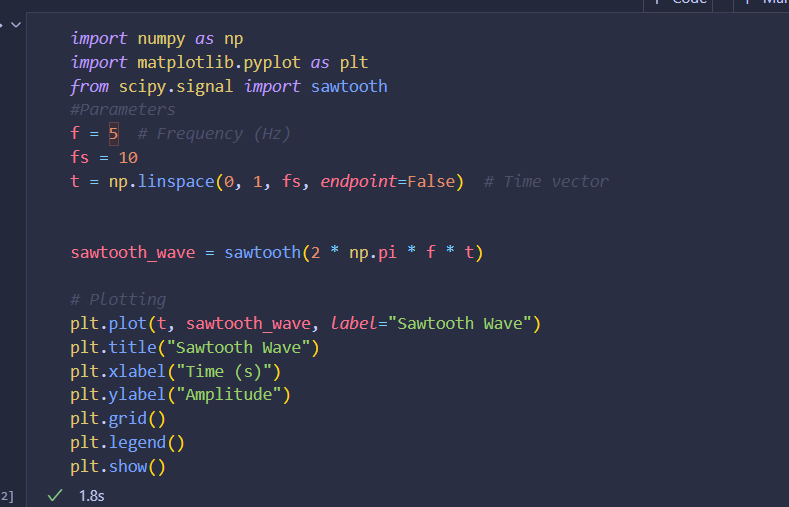 Code
import numpy as np
import matplotlib.pyplot as plt
from scipy.signal import sawtooth
#Parameters
f = 5  # Frequency (Hz)
fs = 10
t = np.linspace(0, 1, fs, endpoint=False)  # Time vector
sawtooth_wave = sawtooth(2 * np.pi * f * t)
# Plotting
plt.plot(t, sawtooth_wave, label="Sawtooth Wave")
plt.title("Sawtooth Wave")
plt.xlabel("Time (s)")
plt.ylabel("Amplitude")
plt.grid()
plt.legend()
plt.show()
2]
1.8s